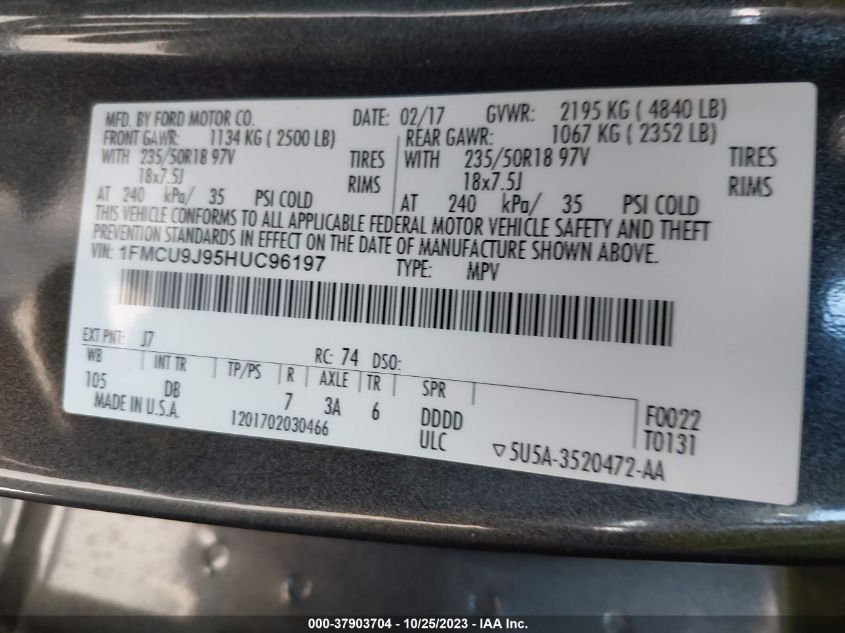 MFD. BY FORD MOTOR CO. DATE: 02/17 GVWR: 2195 KG ( 4840 LB)
FRONT GAWR: 1134 KG ( 2500 LB) REAR GAWR: 1067 KG ( 2352 LB)
WITH 235/50R18 97V TIRES WITH 235/50R18 97V TIRES
18x7.5J RIMS 18x7.5J RIMS
AT 240 kPa/ 35 PSI COLD AT 240 kPa/ 35 PSI COLD
THIS VEHICLE CONFORMS TO ALL APPLICABLE FEDERAL MOTOR VEHICLE SAFETY AND THEFT
PREVENTION STANDARDS IN EFFECT ON THE DATE OF MANUFACTURE SHOWN ABOVE.
VIN: 1FMCU9J95HUC96197 TYPE: MPV
EXT PNT: J7 RC: 74 DSO:
WB INT TR TP/PS R AXLE TR SPR
105 DB 7 3A 6 DDDD F0022
MADE IN U.S.A. 1201702030466 ULC T0131
▽5U5A-3520472-AA
000-37903704 - 10/25/2023 - IAA Inc.